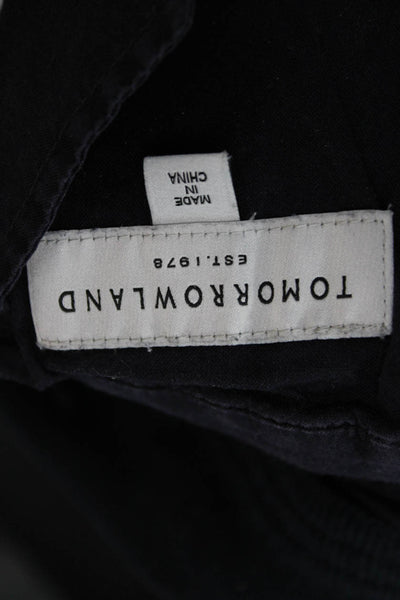 TOMORROWLAND
EST. 1978
MADE
IN
CHINA